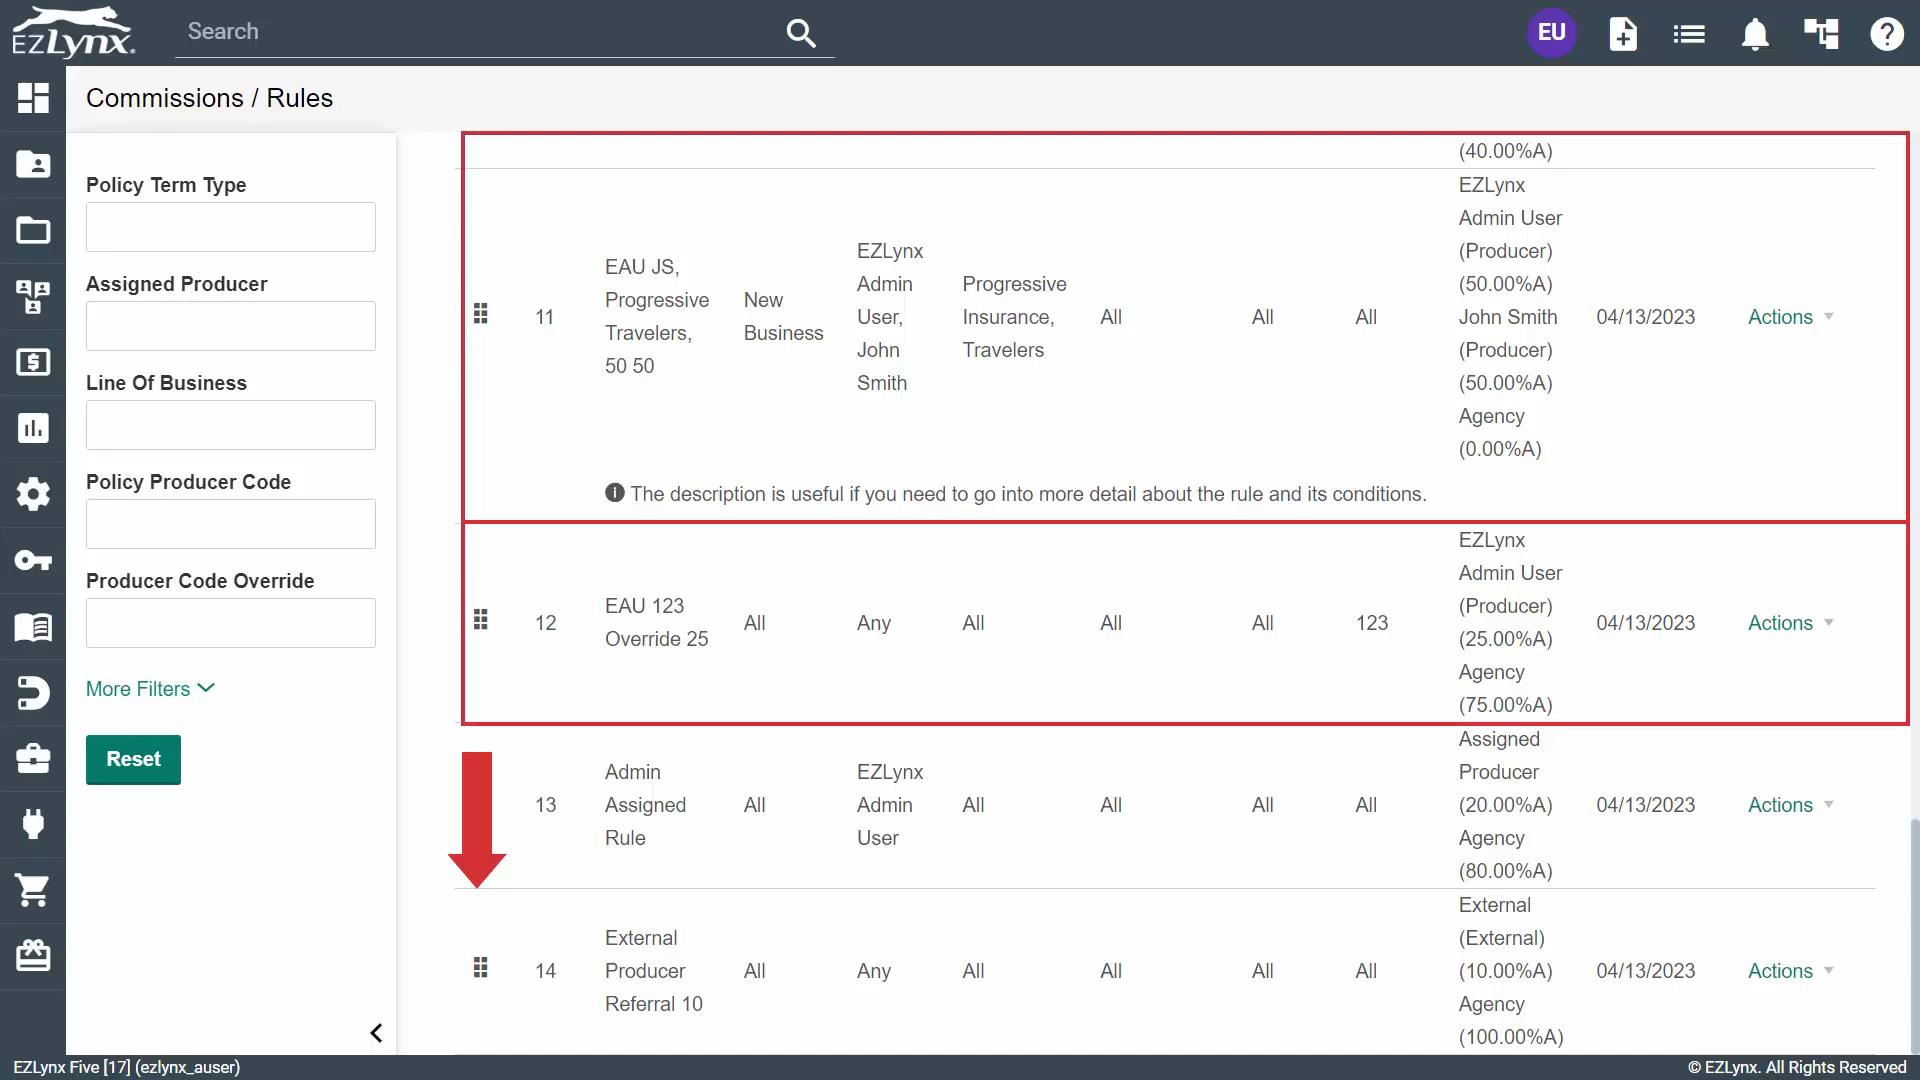 EZLynx.
Search
EU
Commissions / Rules
Policy Term Type
Assigned Producer
Line Of Business
Policy Producer Code
Producer Code Override
More Filters
Reset
(40.00%A)
11
EAU JS,
Progressive
Travelers,
50 50
New
Business
EZLynx
Admin
User,
John
Smith
Progressive
Insurance,
Travelers
All
All
All
EZLynx
Admin User
(Producer)
(50.00%A)
John Smith
(Producer)
(50.00%A)
Agency
(0.00%A)
04/13/2023
Actions
The description is useful if you need to go into more detail about the rule and its conditions.
12
EAU 123
Override 25
All
Any
All
All
All
123
EZLynx
Admin User
(Producer)
(25.00%A)
Agency
(75.00%A)
04/13/2023
Actions
13
Admin
Assigned
Rule
All
EZLynx
Admin
User
All
All
All
All
Assigned
Producer
(20.00%A)
Agency
(80.00%A)
04/13/2023
Actions
14
External
Producer
Referral 10
All
Any
All
All
All
All
External
(External)
(10.00%A)
Agency
(100.00%A)
04/13/2023
Actions
EZLynx Five [17] (ezlynx_auser)
© EZLynx. All Rights Reserved